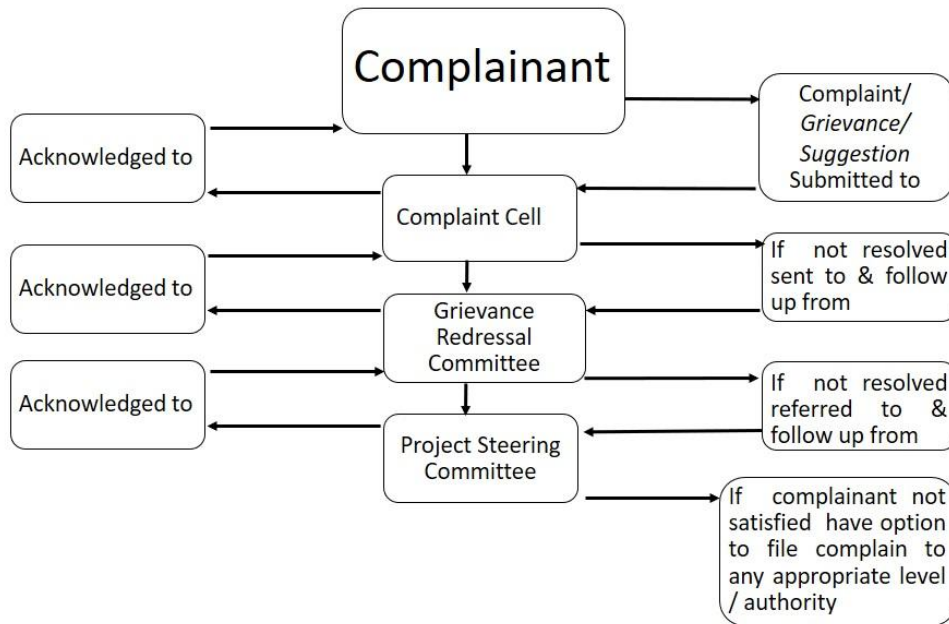 Complainant
Complaint/
Grievance/
Suggestion
Submitted to
Acknowledged to
Complaint Cell
If not resolved
sent to & follow
up from
Acknowledged to
Grievance
Redressal
Committee
If not resolved
referred to &
follow up from
Acknowledged to
Project Steering
Committee
If complainant not
satisfied have option
to file complain to
any appropriate level
/ authority